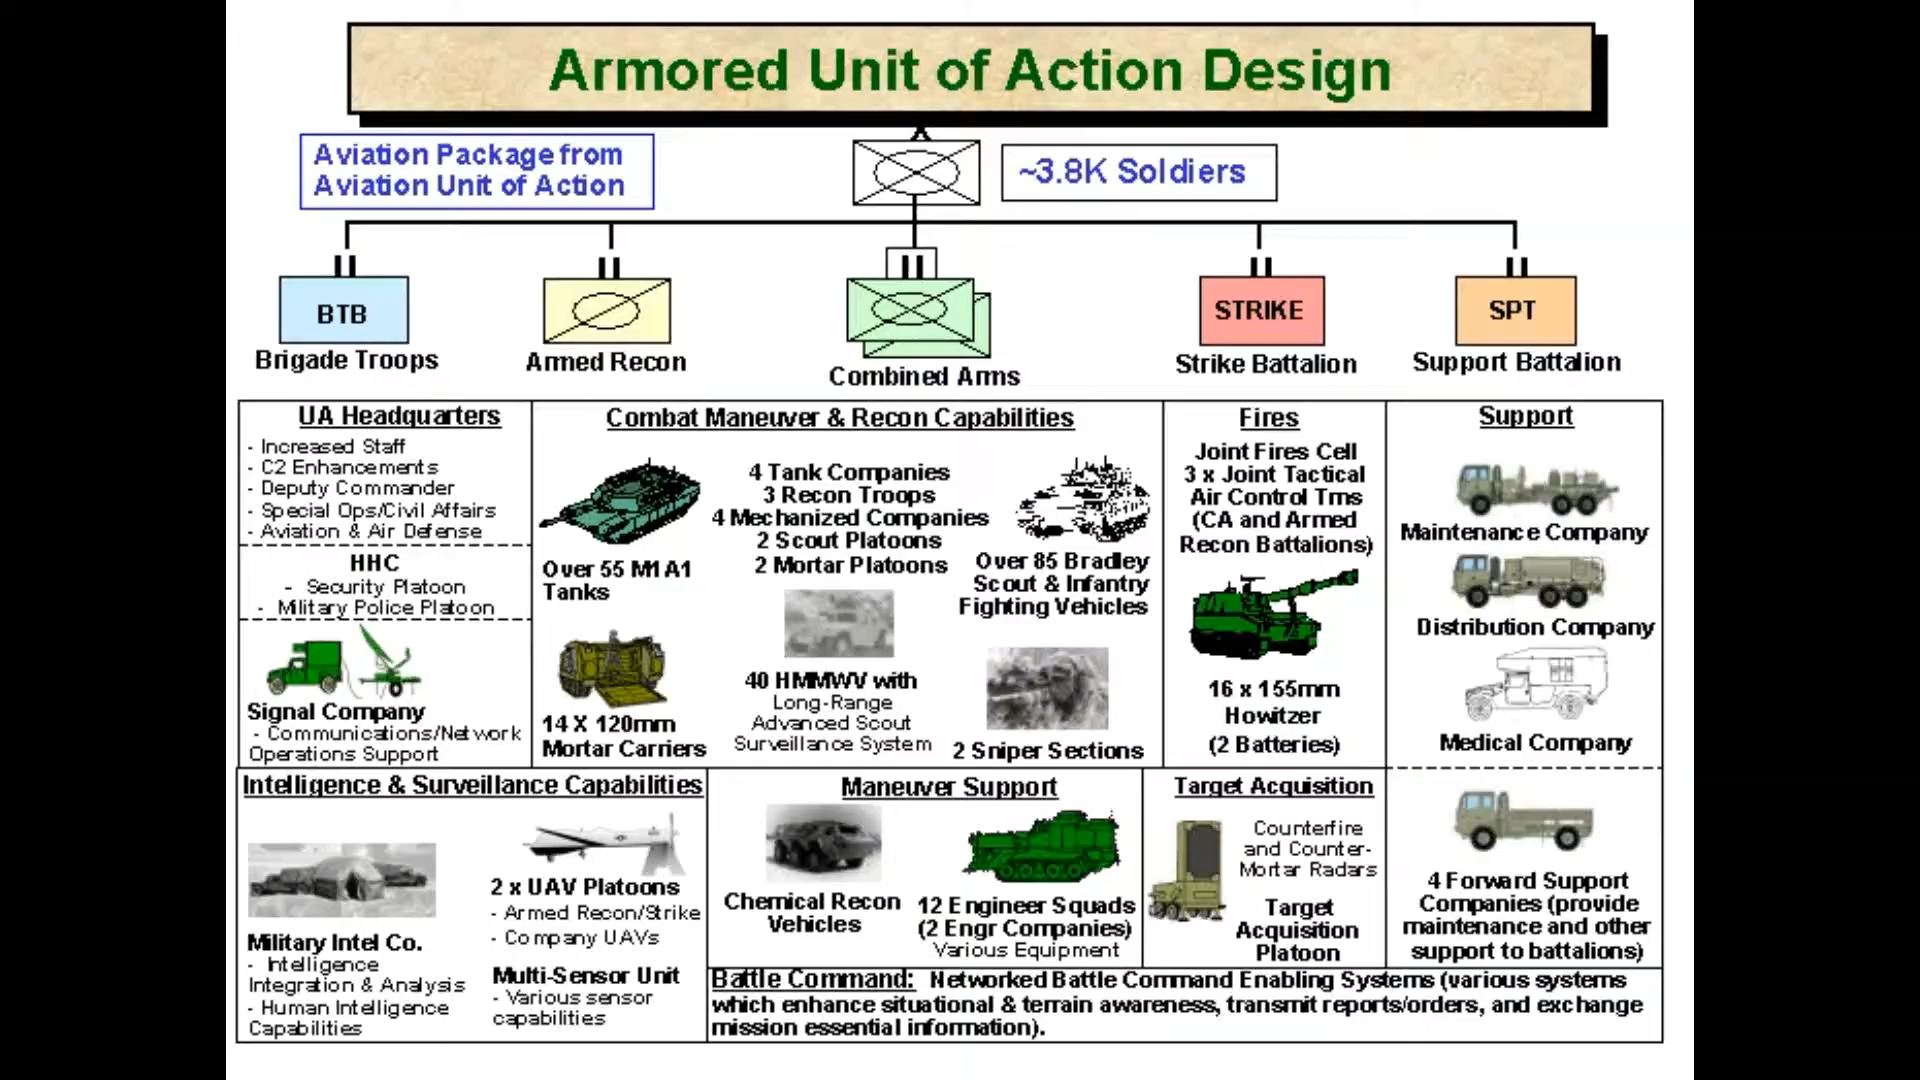 Armored Unit of Action Design
Aviation Package from
Aviation Unit of Action
~3.8K Soldiers
BTB
Brigade Troops
Armed Recon
Combined Arms
STRIKE
Strike Battalion
SPT
Support Battalion
UA Headquarters
- Increased Staff
- C2 Enhancements
- Deputy Commander
- Special Ops/Civil Affairs
- Aviation & Air Defense
HHC
- Security Platoon
- Military Police Platoon
Signal Company
- Communications/Network
Operations Support
Combat Maneuver & Recon Capabilities
4 Tank Companies
3 Recon Troops
4 Mechanized Companies
2 Scout Platoons
2 Mortar Platoons
Over 55 M1A1
Tanks
Over 85 Bradley
Scout & Infantry
Fighting Vehicles
14 X 120mm
Mortar Carriers
40 HMMWV with
Long-Range
Advanced Scout
Surveillance System
2 Sniper Sections
Fires
Joint Fires Cell
3 x Joint Tactical
Air Control Tms
(CA and Armed
Recon Battalions)
16 x 155mm
Howitzer
(2 Batteries)
Support
Maintenance Company
Distribution Company
Medical Company
4 Forward Support
Companies (provide
maintenance and other
support to battalions)
Intelligence & Surveillance Capabilities
Military Intel Co.
- Intelligence
Integration & Analysis
- Human Intelligence
Capabilities
2 x UAV Platoons
- Armed Recon/Strike
- Company UAVs
Multi-Sensor Unit
- Various sensor
capabilities
Maneuver Support
Chemical Recon
Vehicles
12 Engineer Squads
(2 Engr Companies)
Various Equipment
Target Acquisition
Counterfire
and Counter-
Mortar Radars
Target
Acquisition
Platoon
Battle Command: Networked Battle Command Enabling Systems (various systems
which enhance situational & terrain awareness, transmit reports/orders, and exchange
mission essential information).